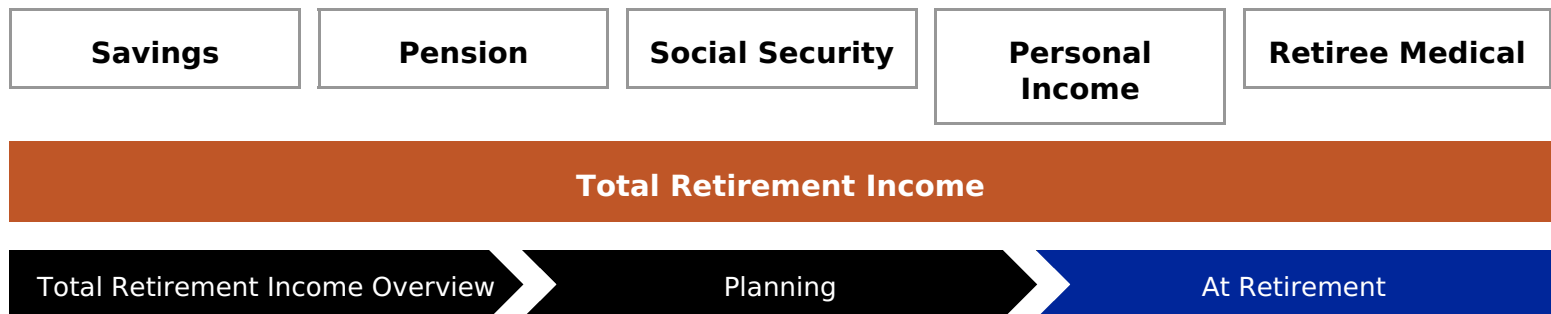 Savings
Pension
Social Security
Personal
Income
Retiree Medical
Total Retirement Income
Total Retirement Income Overview
Planning
At Retirement